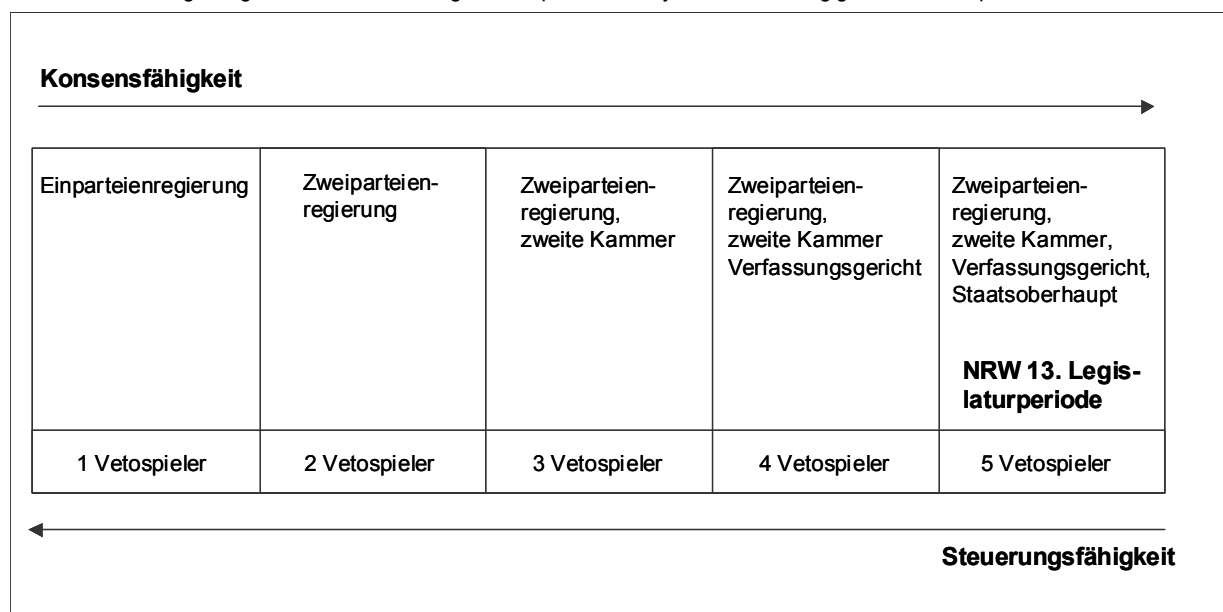 Konsensfähigkeit
Einparteienregierung
Zweiparteien-
regierung
Zweiparteien-
regierung,
zweite Kammer
Zweiparteien-
regierung,
zweite Kammer
Verfassungsgericht
Zweiparteien-
regierung,
zweite Kammer,
Verfassungsgericht,
Staatsoberhaupt
NRW 13. Legis-
laturperiode
1 Vetospieler
2 Vetospieler
3 Vetospieler
4 Vetospieler
5 Vetospieler
Steuerungsfähigkeit